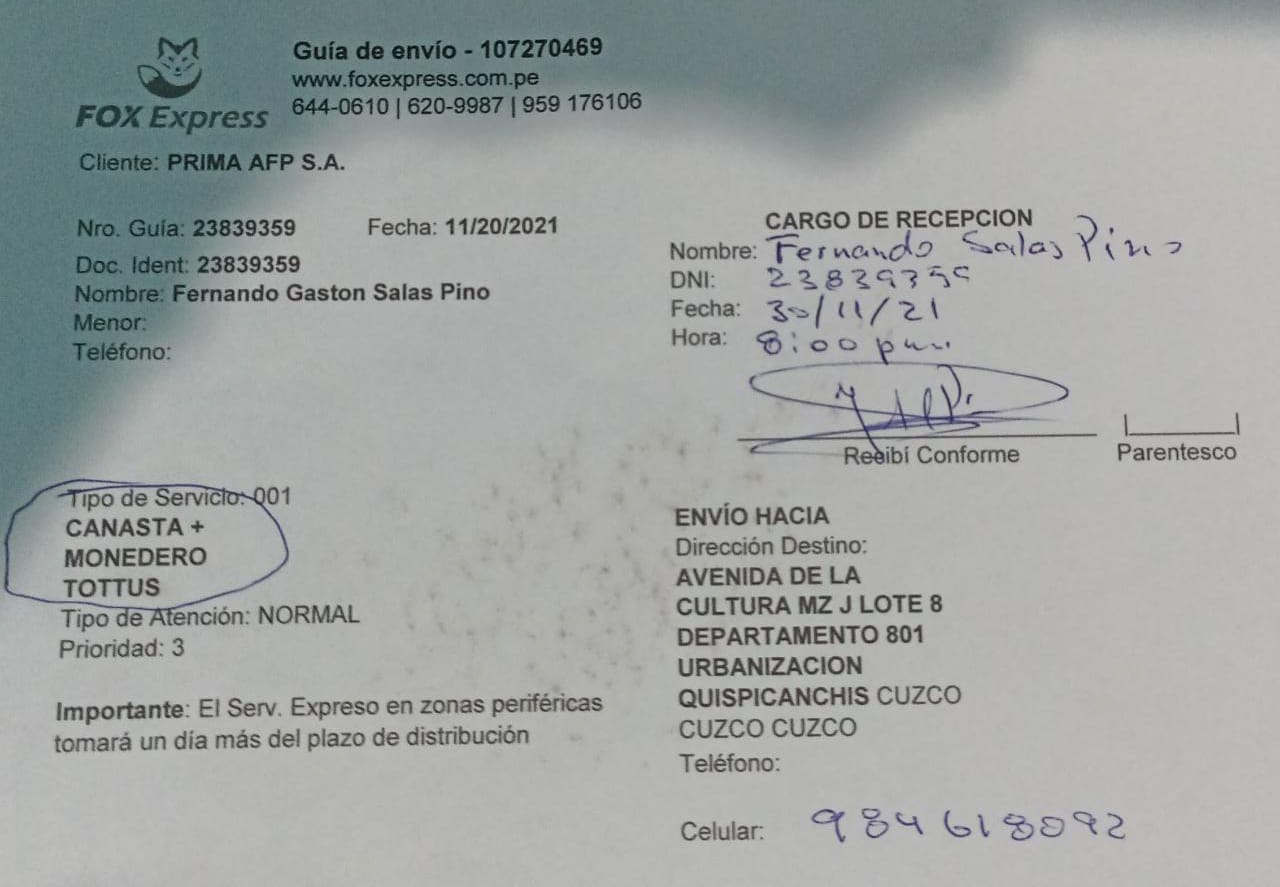 Guía de envío - 107270469
www.foxexpress.com.pe
644-0610 | 620-9987 | 959 176106
FOX Express
Cliente: PRIMA AFP S.A.
Nro. Guía: 23839359 Fecha: 11/20/2021
Doc. Ident: 23839359
Nombre: Fernando Gaston Salas Pino
Menor:
Teléfono:
CARGO DE RECEPCION
Nombre: Fernando Salas Pino
DNI: 23839359
Fecha: 30/11/21
Hora: 8:00 pm.
Recibí Conforme
Parentesco
Tipo de Servicio: 001
CANASTA +
MONEDERO
TOTTUS
Tipo de Atención: NORMAL
Prioridad: 3
Importante: El Serv. Expreso en zonas periféricas
tomará un día más del plazo de distribución
ENVÍO HACIA
Dirección Destino:
AVENIDA DE LA
CULTURA MZ J LOTE 8
DEPARTAMENTO 801
URBANIZACION
QUISPICANCHIS CUZCO
CUZCO CUZCO
Teléfono:
Celular: 984618092